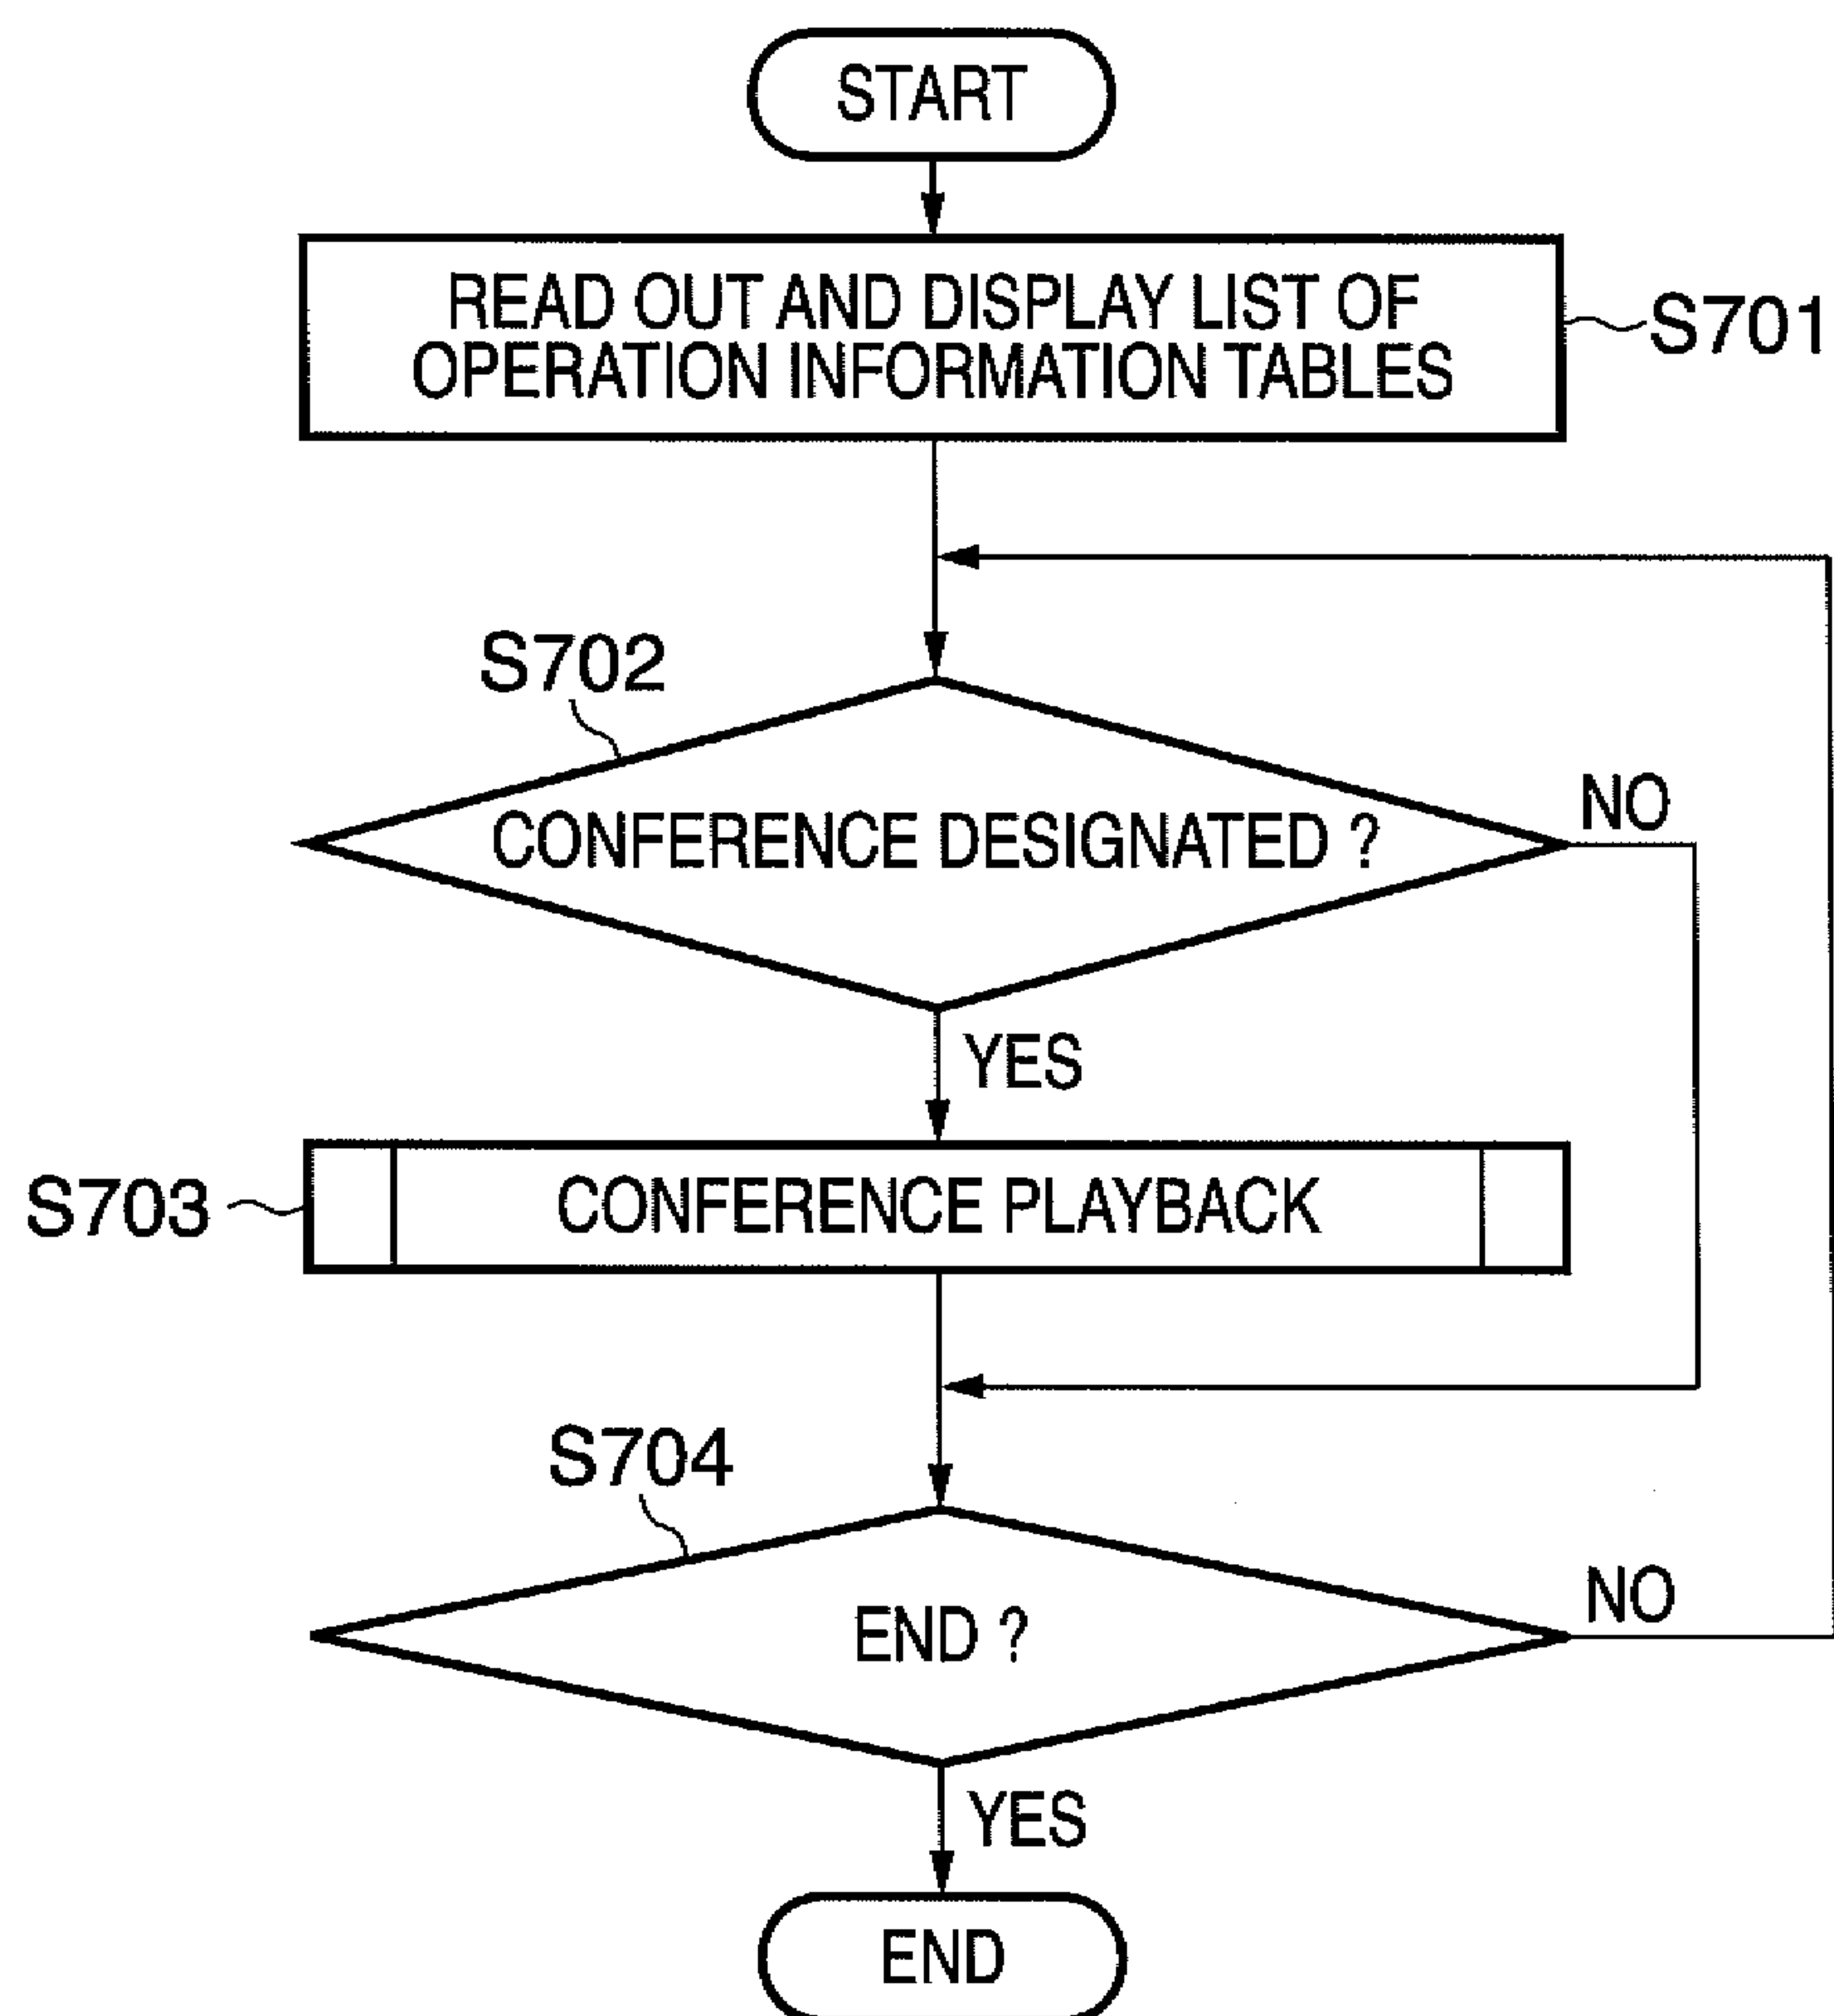 START
READ OUT AND DISPLAY LIST OF
OPERATION INFORMATION TABLES
S701
S702
CONFERENCE DESIGNATED ?
NO
YES
S703
CONFERENCE PLAYBACK
S704
END ?
NO
YES
END